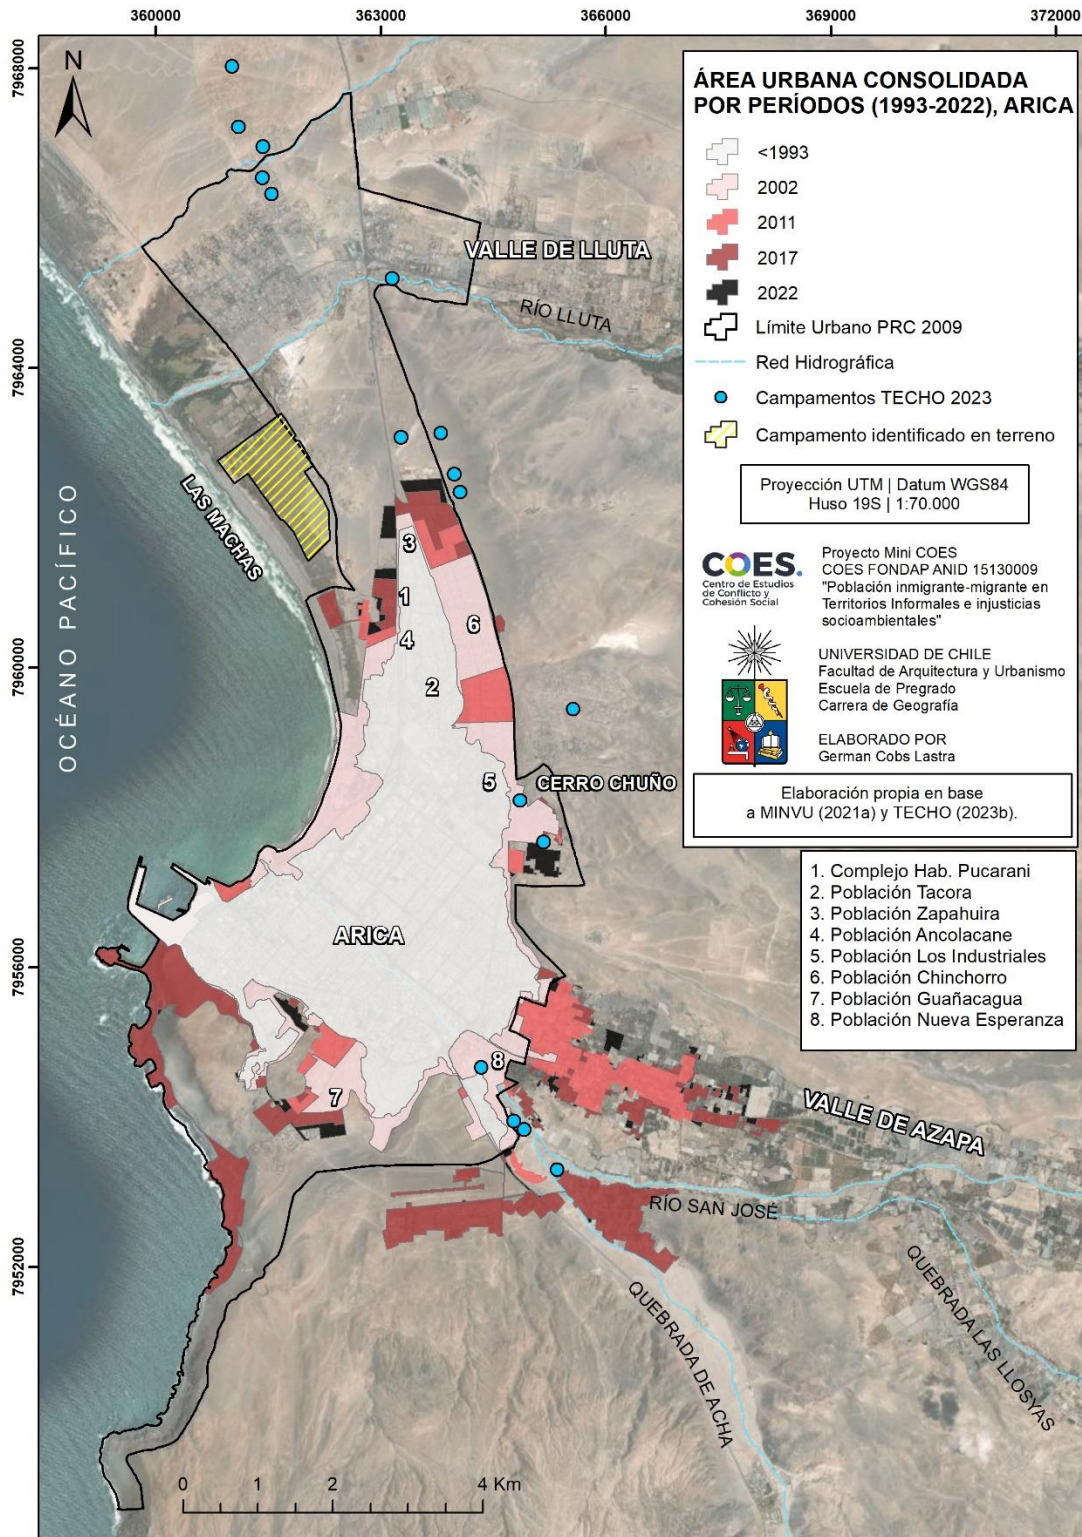 360000
363000
366000
369000
372000
7968000
7964000
7960000
7956000
7952000
N
ÁREA URBANA CONSOLIDADA
POR PERÍODOS (1993-2022), ARICA
<1993
2002
2011
2017
2022
Límite Urbano PRC 2009
Red Hidrográfica
Campamentos TECHO 2023
Campamento identificado en terreno
Proyección UTM | Datum WGS84
Huso 19S | 1:70.000
COES.
Centro de Estudios
de Conflicto y
Cohesión Social
Proyecto Mini COES
COES FONDAP ANID 15130009
"Población inmigrante-migrante en
Territorios Informales e injusticias
socioambientales"
UNIVERSIDAD DE CHILE
Facultad de Arquitectura y Urbanismo
Escuela de Pregrado
Carrera de Geografía
ELABORADO POR
German Cobs Lastra
Elaboración propia en base
a MINVU (2021a) y TECHO (2023b).
1. Complejo Hab. Pucarani
2. Población Tacora
3. Población Zapahuira
4. Población Ancolacane
5. Población Los Industriales
6. Población Chinchorro
7. Población Guañacagua
8. Población Nueva Esperanza
VALLE DE LLUTA
RÍO LLUTA
LAS MACHAS
OCÉANO PACÍFICO
3
1
6
4
2
5
CERRO CHUÑO
ARICA
8
7
VALLE DE AZAPA
RÍO SAN JOSÉ
QUEBRADA DE ACHA
QUEBRADA LAS LLOSYAS
0 1 2 4 Km